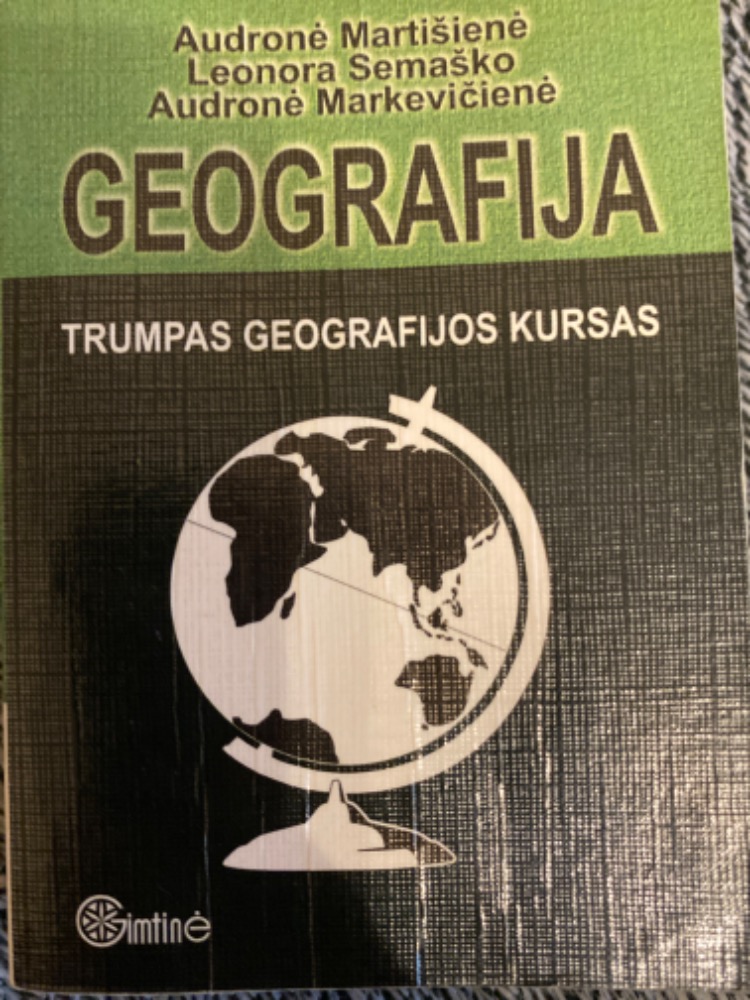 Audronė Martišienė
Leonora Semaško
Audronė Markevičienė
GEOGRAFIJA
TRUMPAS GEOGRAFIJOS KURSAS
Gimtinė